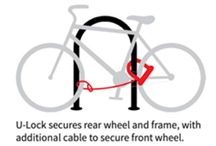 U-Lock secures rear wheel and frame, with
additional cable to secure front wheel.